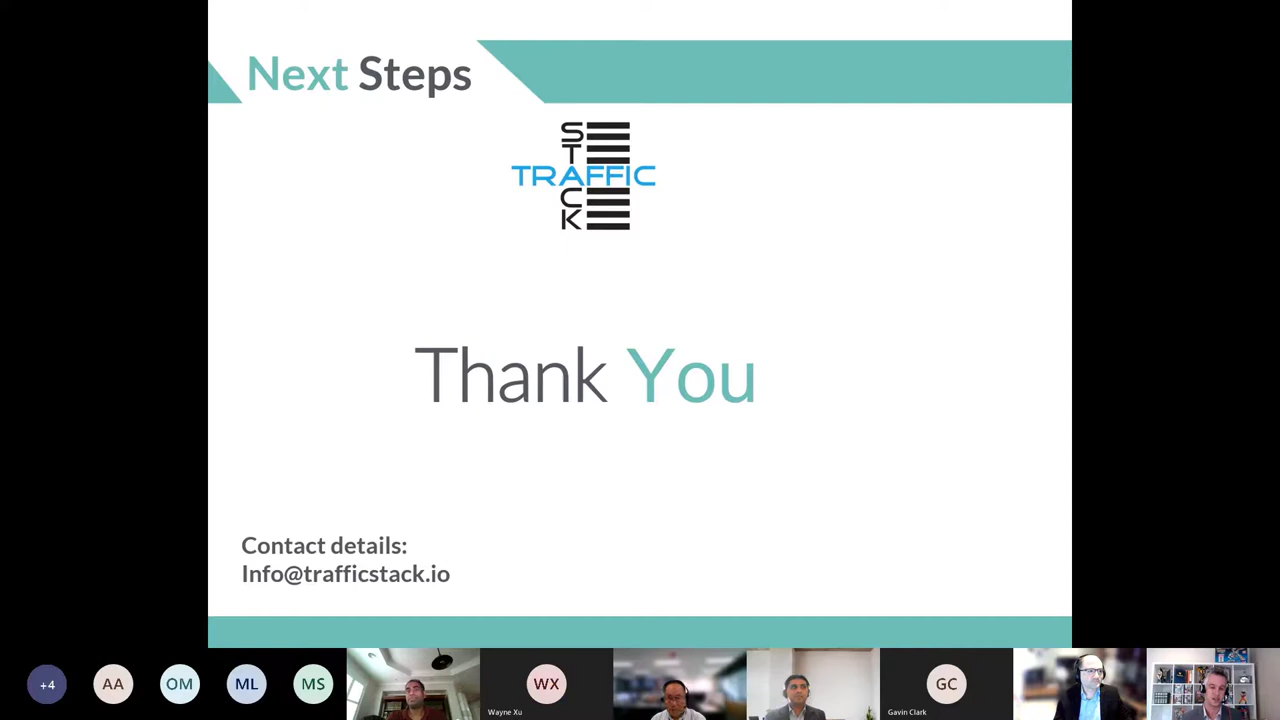 Next Steps
STACK
TRAFFIC
Thank You
Contact details:
Info@trafficstack.io
+4
AA
OM
ML
MS
WX
Wayne Xu
GC
Gavin Clark